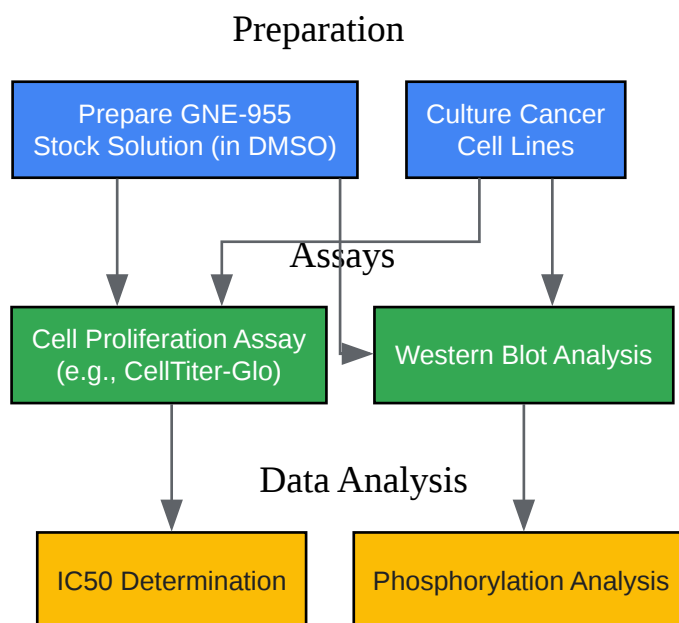 Preparation
Prepare GNE-955
Stock Solution (in DMSO)
Culture Cancer
Cell Lines
Assays
Cell Proliferation Assay
(e.g., CellTiter-Glo)
Western Blot Analysis
Data Analysis
IC50 Determination
Phosphorylation Analysis